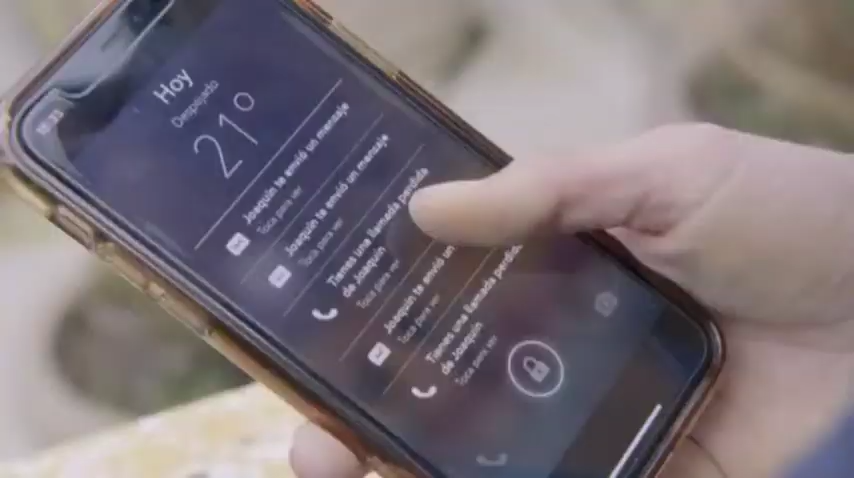 Hoy
Despejado
21°
Joaquín te envió un mensaje
Toca para ver
Joaquín te envió un mensaje
Toca para ver
Tienes una llamada perdida
de Joaquín
Toca para ver
Joaquín te envió un
Toca para ver
Tienes una llamada perdida
de Joaquín
Toca para ver